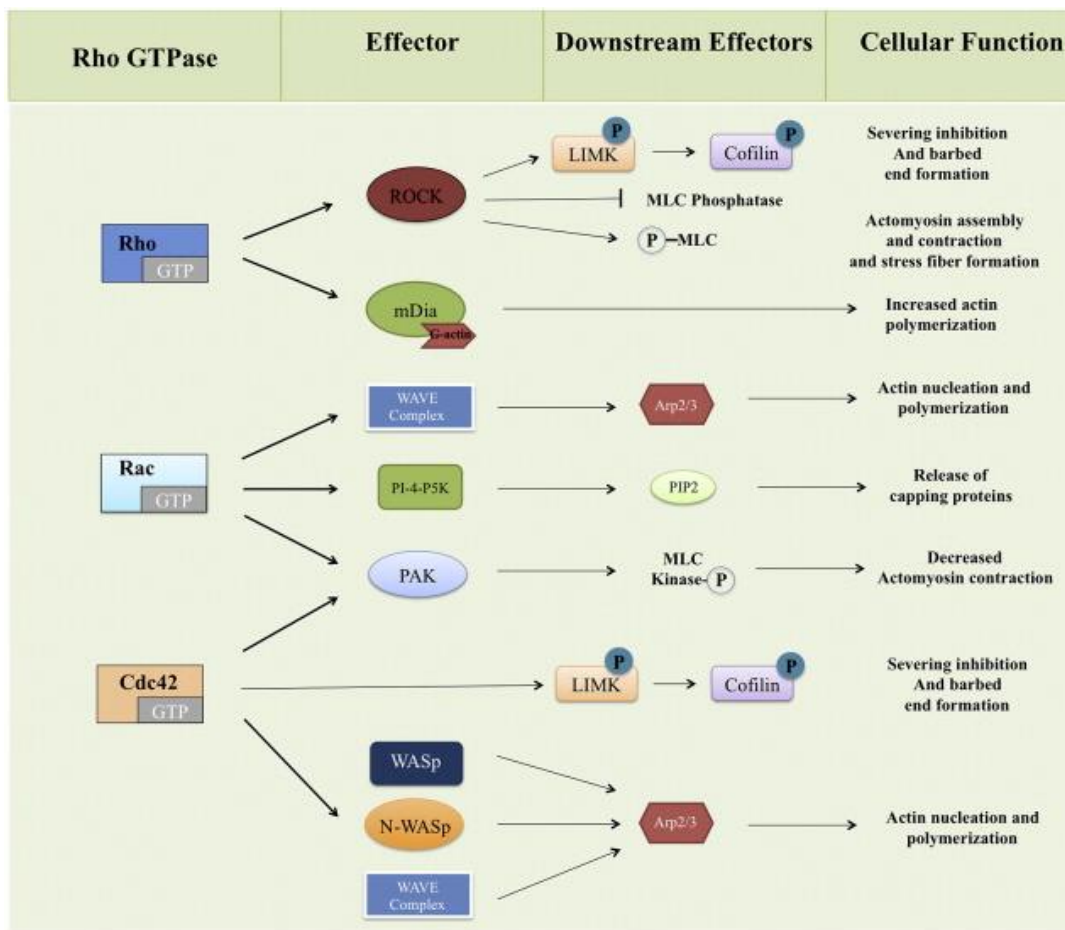 Rho GTPase
Effector
Downstream Effectors
Cellular Function
Rho
GTP
ROCK
P
LIMK
P
Cofilin
Severing inhibition
And barbed
end formation
MLC Phosphatase
P
MLC
Actomyosin assembly
and contraction
and stress fiber formation
mDia
G-actin
Increased actin
polymerization
Rac
GTP
WAVE
Complex
Arp2/3
Actin nucleation and
polymerization
PI-4-P5K
PIP2
Release of
capping proteins
PAK
MLC
Kinase-P
Decreased
Actomyosin contraction
Cdc42
GTP
P
LIMK
P
Cofilin
Severing inhibition
And barbed
end formation
WASp
N-WASp
WAVE
Complex
Arp2/3
Actin nucleation and
polymerization